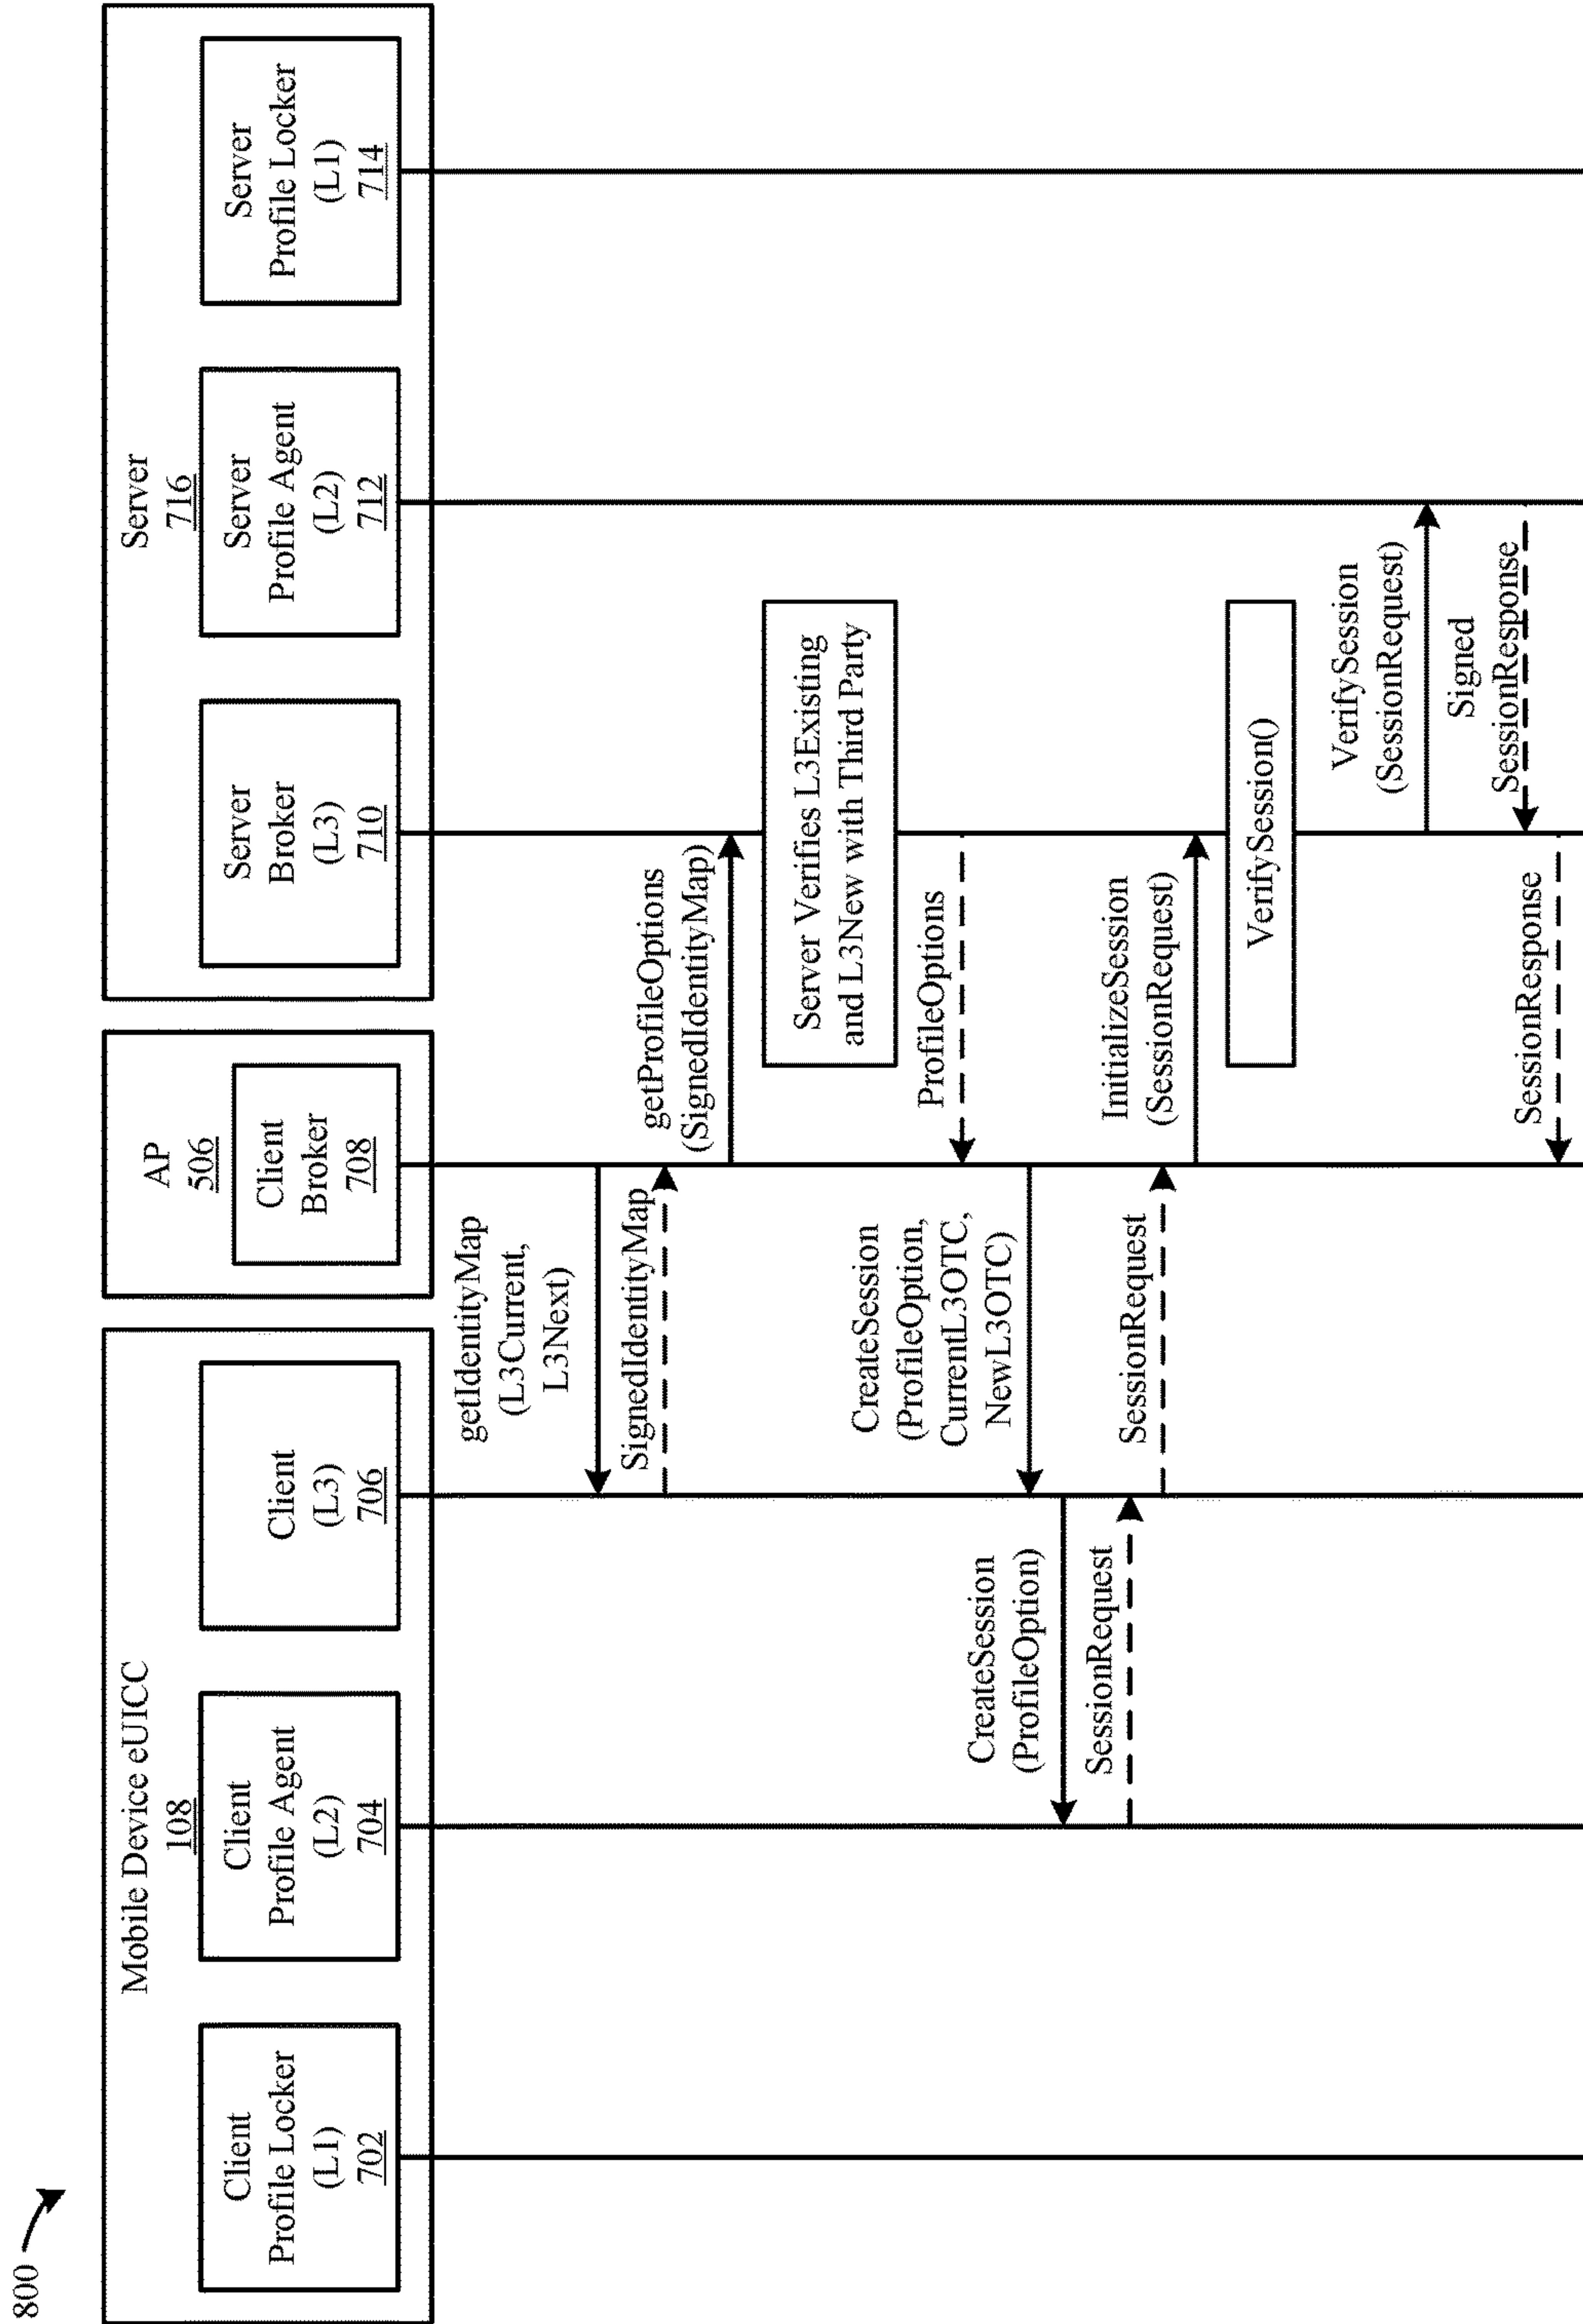 800
Mobile Device eUICC
108
Client
Profile Locker
(L1)
702
Client
Profile Agent
(L2)
704
Client
(L3)
706
AP
506
Client
Broker
708
Server
716
Server
Broker
(L3)
710
Server
Profile Agent
(L2)
712
Server
Profile Locker
(L1)
714
getIdentityMap
(L3Current,
L3Next)
SignedIdentityMap
getProfileOptions
(SignedIdentityMap)
Server Verifies L3Existing
and L3New with Third Party
ProfileOptions
CreateSession
(ProfileOption,
CurrentL3OTC,
NewL3OTC)
CreateSession
(ProfileOption)
SessionRequest
SessionRequest
InitializeSession
(SessionRequest)
VerifySession()
VerifySession
(SessionRequest)
Signed
SessionResponse
SessionResponse